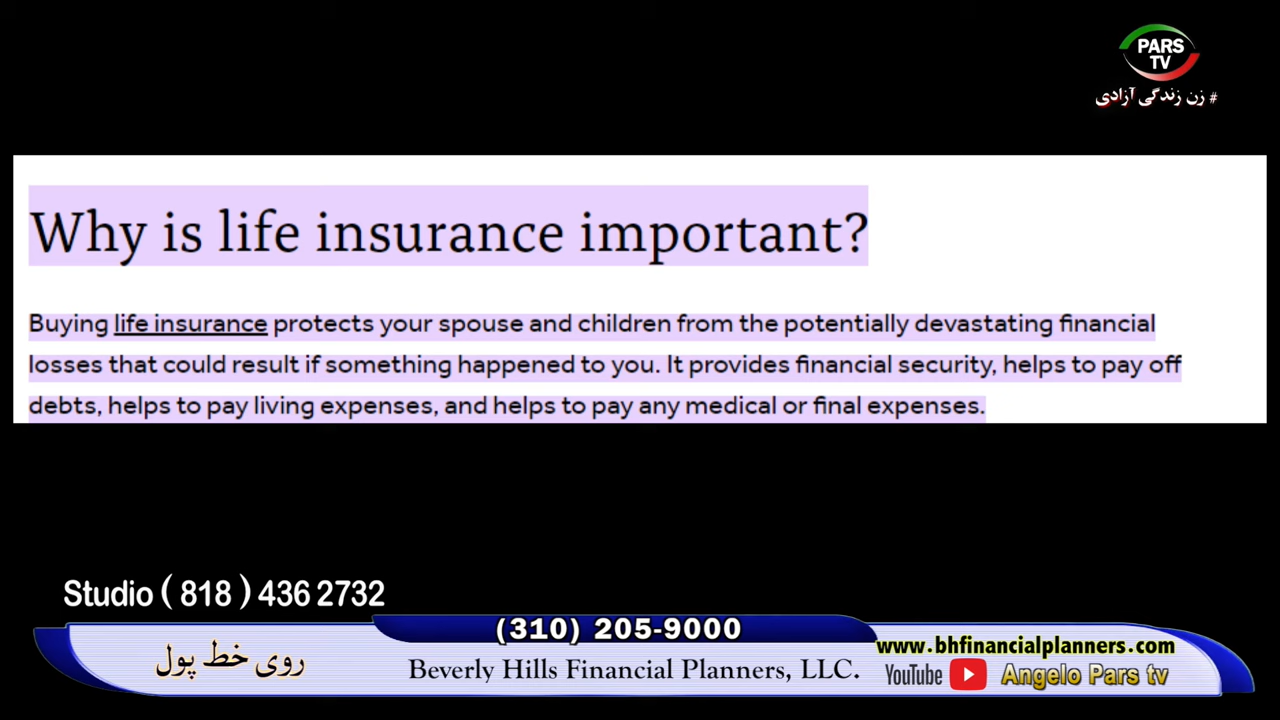 PARS
TV
# زن زندگی آزادی
Why is life insurance important?
Buying life insurance protects your spouse and children from the potentially devastating financial
losses that could result if something happened to you. It provides financial security, helps to pay off
debts, helps to pay living expenses, and helps to pay any medical or final expenses.
Studio ( 818 ) 436 2732
(310) 205-9000
روی خط پول
Beverly Hills Financial Planners, LLC.
www.bhfinancialplanners.com
YouTube Angelo Pars tv